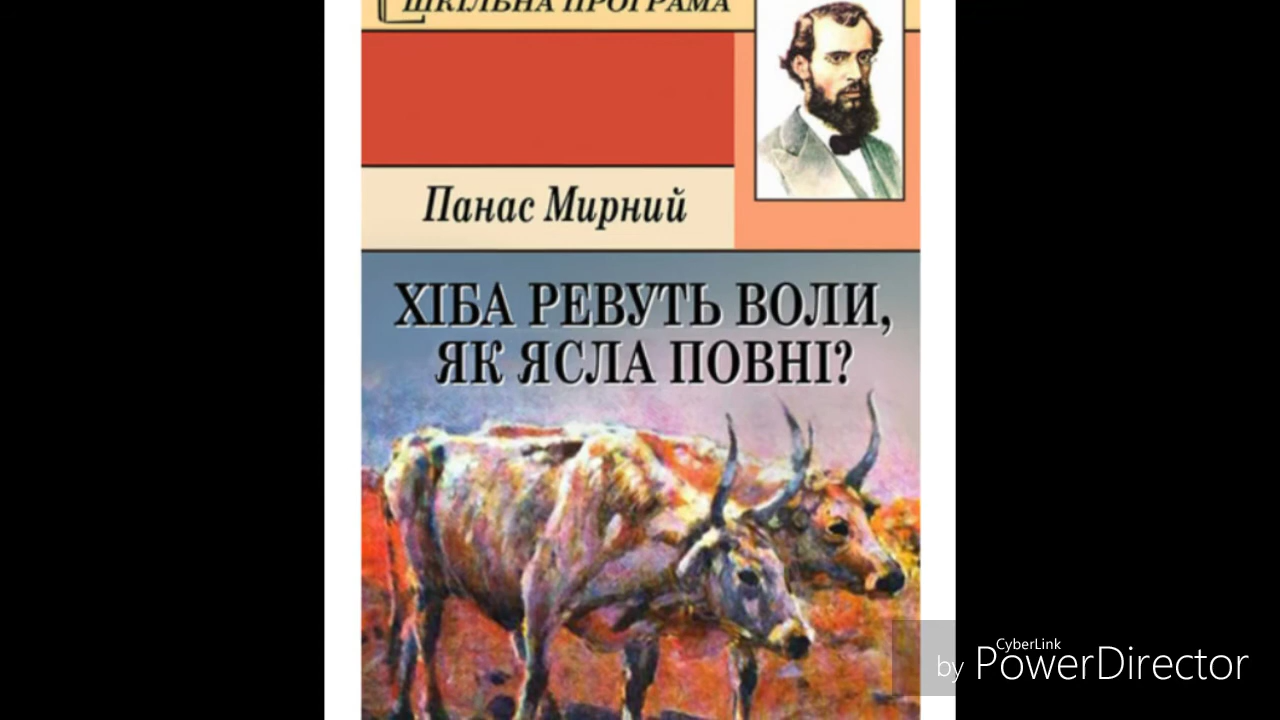 ШКІЛЬНА ПРОГРАМА
Панас Мирний
ХІБА РЕВУТЬ ВОЛИ,
ЯК ЯСЛА ПОВНІ?
CyberLink
by PowerDirector